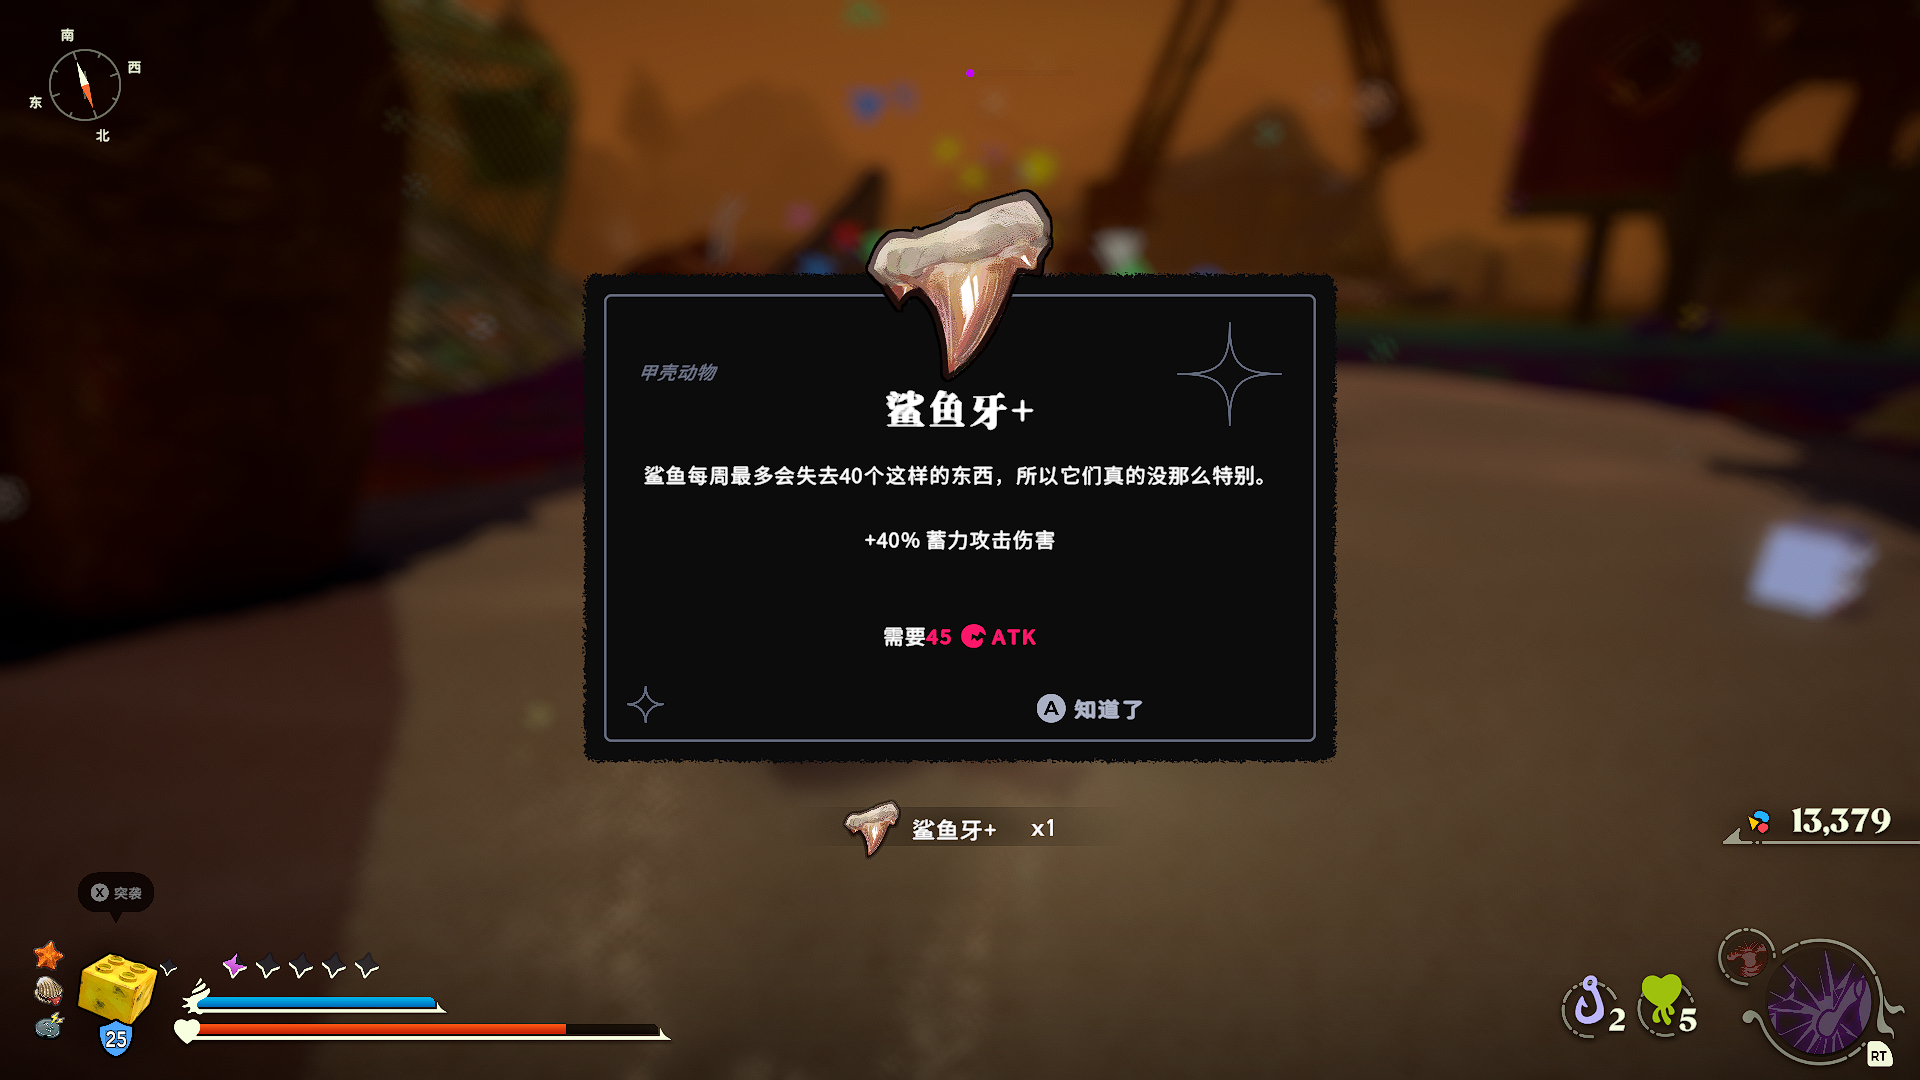 南
西
东
北
甲壳动物
鲨鱼牙+
鲨鱼每周最多会失去40个这样的东西，所以它们真的没那么特别。
+40% 蓄力攻击伤害
需要45 ATK
A 知道了
鲨鱼牙+ x1
13,379
X 突袭
25
2
5
RT